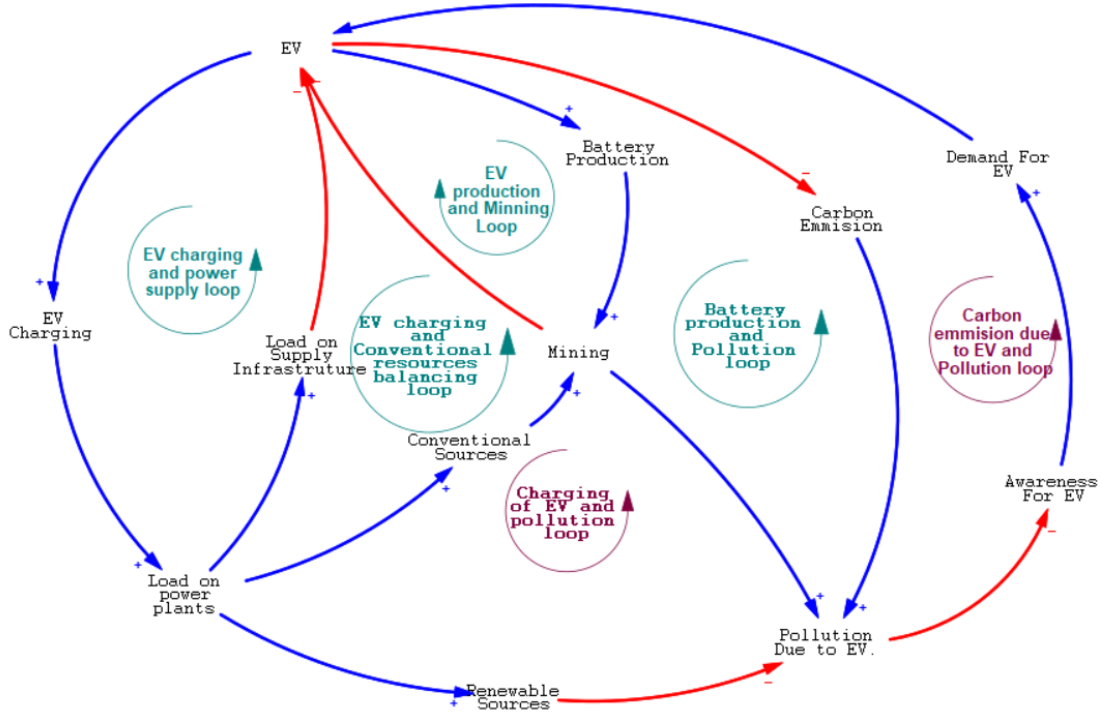 EV
Battery
Production
Demand For
EV
EV
production
and Minning
Loop
Carbon
Emmision
EV charging
and power
supply loop
EV
Charging
Load on
Supply
Infrastruture
EV charging
and
Conventional
resources
balancing
loop
Mining
Battery
production
and
Pollution
loop
Carbon
emmision due
to EV and
Pollution loop
Conventional
Sources
Charging
of EV and
pollution
loop
Awareness
For EV
Load on
power
plants
Pollution
Due to EV.
Renewable
Sources